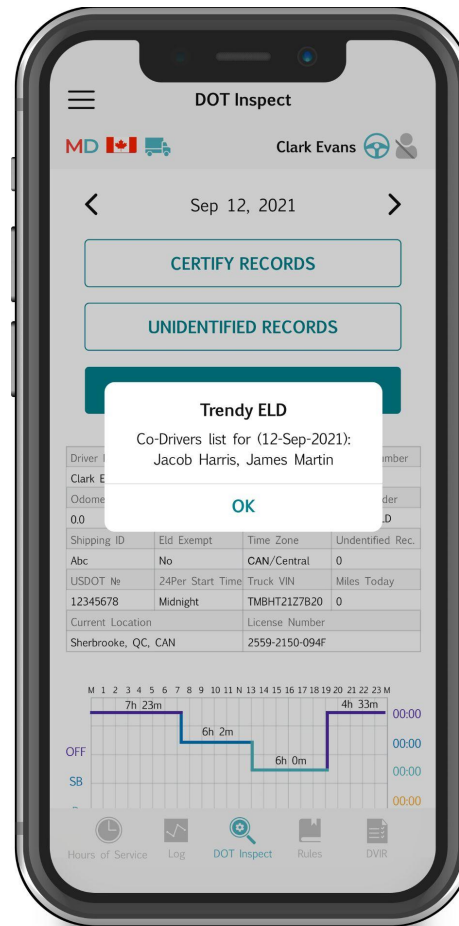 DOT Inspect
MD Clark Evans
Sep 12, 2021
CERTIFY RECORDS
UNIDENTIFIED RECORDS
Trendy ELD
Co-Drivers list for (12-Sep-2021):
Jacob Harris, James Martin
OK
Driver
Clark
Odome
0.0
Shipping ID Eld Exempt Time Zone Undentified Rec.
Abc No CAN/Central 0
USDOT № 24Per Start Time Truck VIN Miles Today
12345678 Midnight TMBHT21Z7B20 0
Current Location License Number
Sherbrooke, QC, CAN 2559-2150-094F
M 1 2 3 4 5 6 7 8 9 10 11 N 13 14 15 16 17 18 19 20 21 22 23 M
7h 23m 4h 33m 00:00
6h 2m
OFF 00:00
6h 0m
SB 00:00
00:00
Hours of Service Log DOT Inspect Rules DVIR